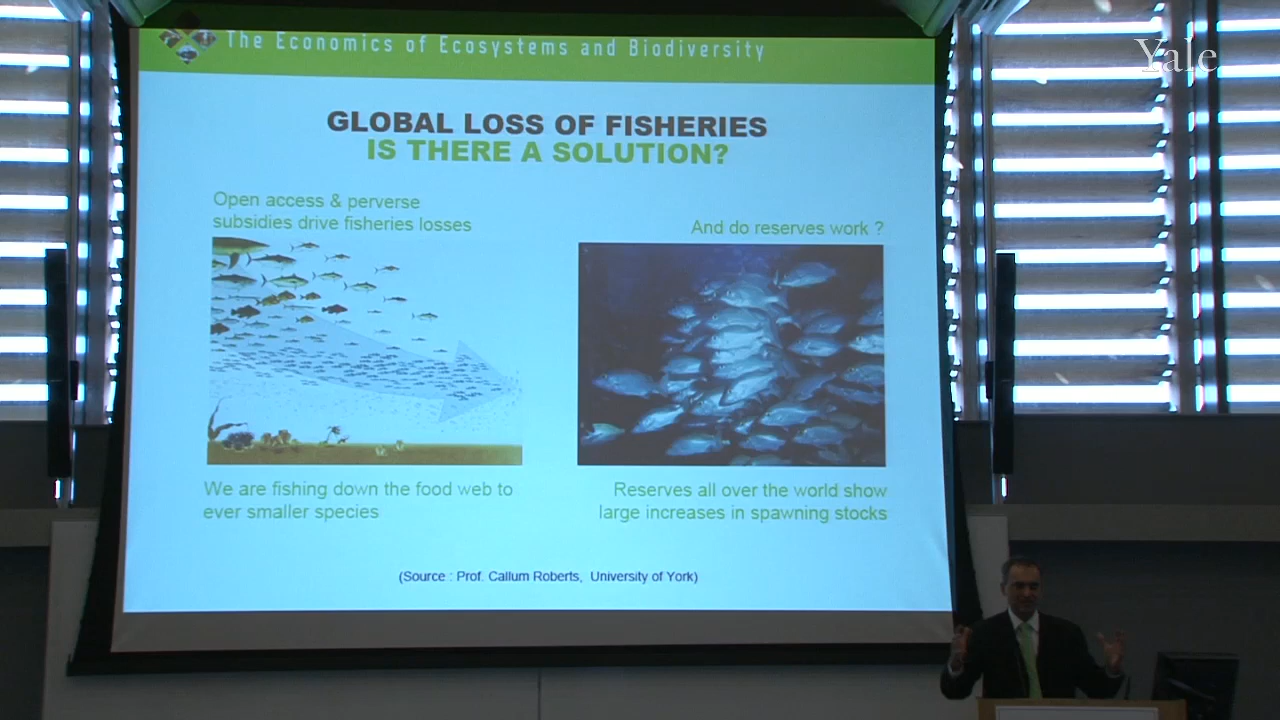 The Economics of Ecosystems and Biodiversity
Yale
GLOBAL LOSS OF FISHERIES
IS THERE A SOLUTION?
Open access & perverse
subsidies drive fisheries losses
And do reserves work ?
We are fishing down the food web to
ever smaller species
Reserves all over the world show
large increases in spawning stocks
(Source : Prof. Callum Roberts, University of York)